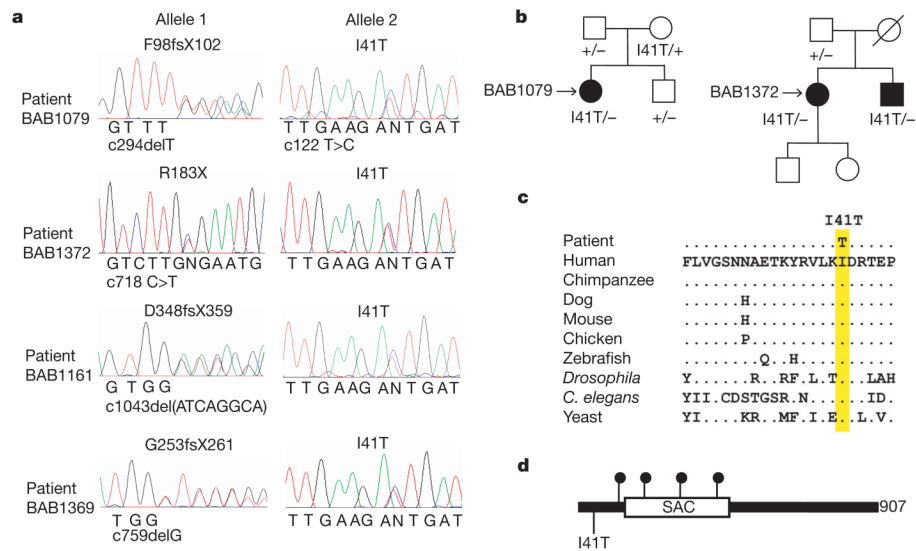 a
Allele 1
Allele 2
F98fsX102
I41T
Patient
BAB1079
G T T T
T T G A A G A N T G A T
c294delT
c122 T>C
R183X
I41T
Patient
BAB1372
G T C T T G N G A A T G
T T G A A G A N T G A T
c718 C>T
D348fsX359
I41T
Patient
BAB1161
G T G G
T T G A A G A N T G A T
c1043del(ATCAGGCA)
G253fsX261
I41T
Patient
BAB1369
T G G
T T G A A G A N T G A T
c759delG
b
+/–
I41T/+
BAB1079
I41T/–
+/–
+/–
BAB1372
I41T/–
I41T/–
c
I41T
Patient ...............T.....
Human FLVGSNNAETKYRVLKIDRTEP
Chimpanzee ......................
Dog ......H...............
Mouse ......H...............
Chicken ......P...............
Zebrafish ........Q..H..........
Drosophila Y......R..RF.L.T...LAH
C. elegans YII.CDSTGSR.N......ID.
Yeast YI....KR..MF.I.E..L.V.
d
SAC
907
I41T